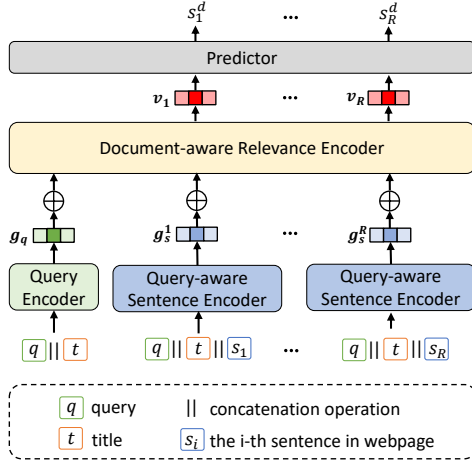 s_1^d ... s_R^d
Predictor
v_1 ... v_R
Document-aware Relevance Encoder
g_q g_s^1 ... g_s^R
Query Encoder
Query-aware Sentence Encoder
Query-aware Sentence Encoder
q || t
q || t || s_1 ... q || t || s_R
q query || concatenation operation
t title s_i the i-th sentence in webpage